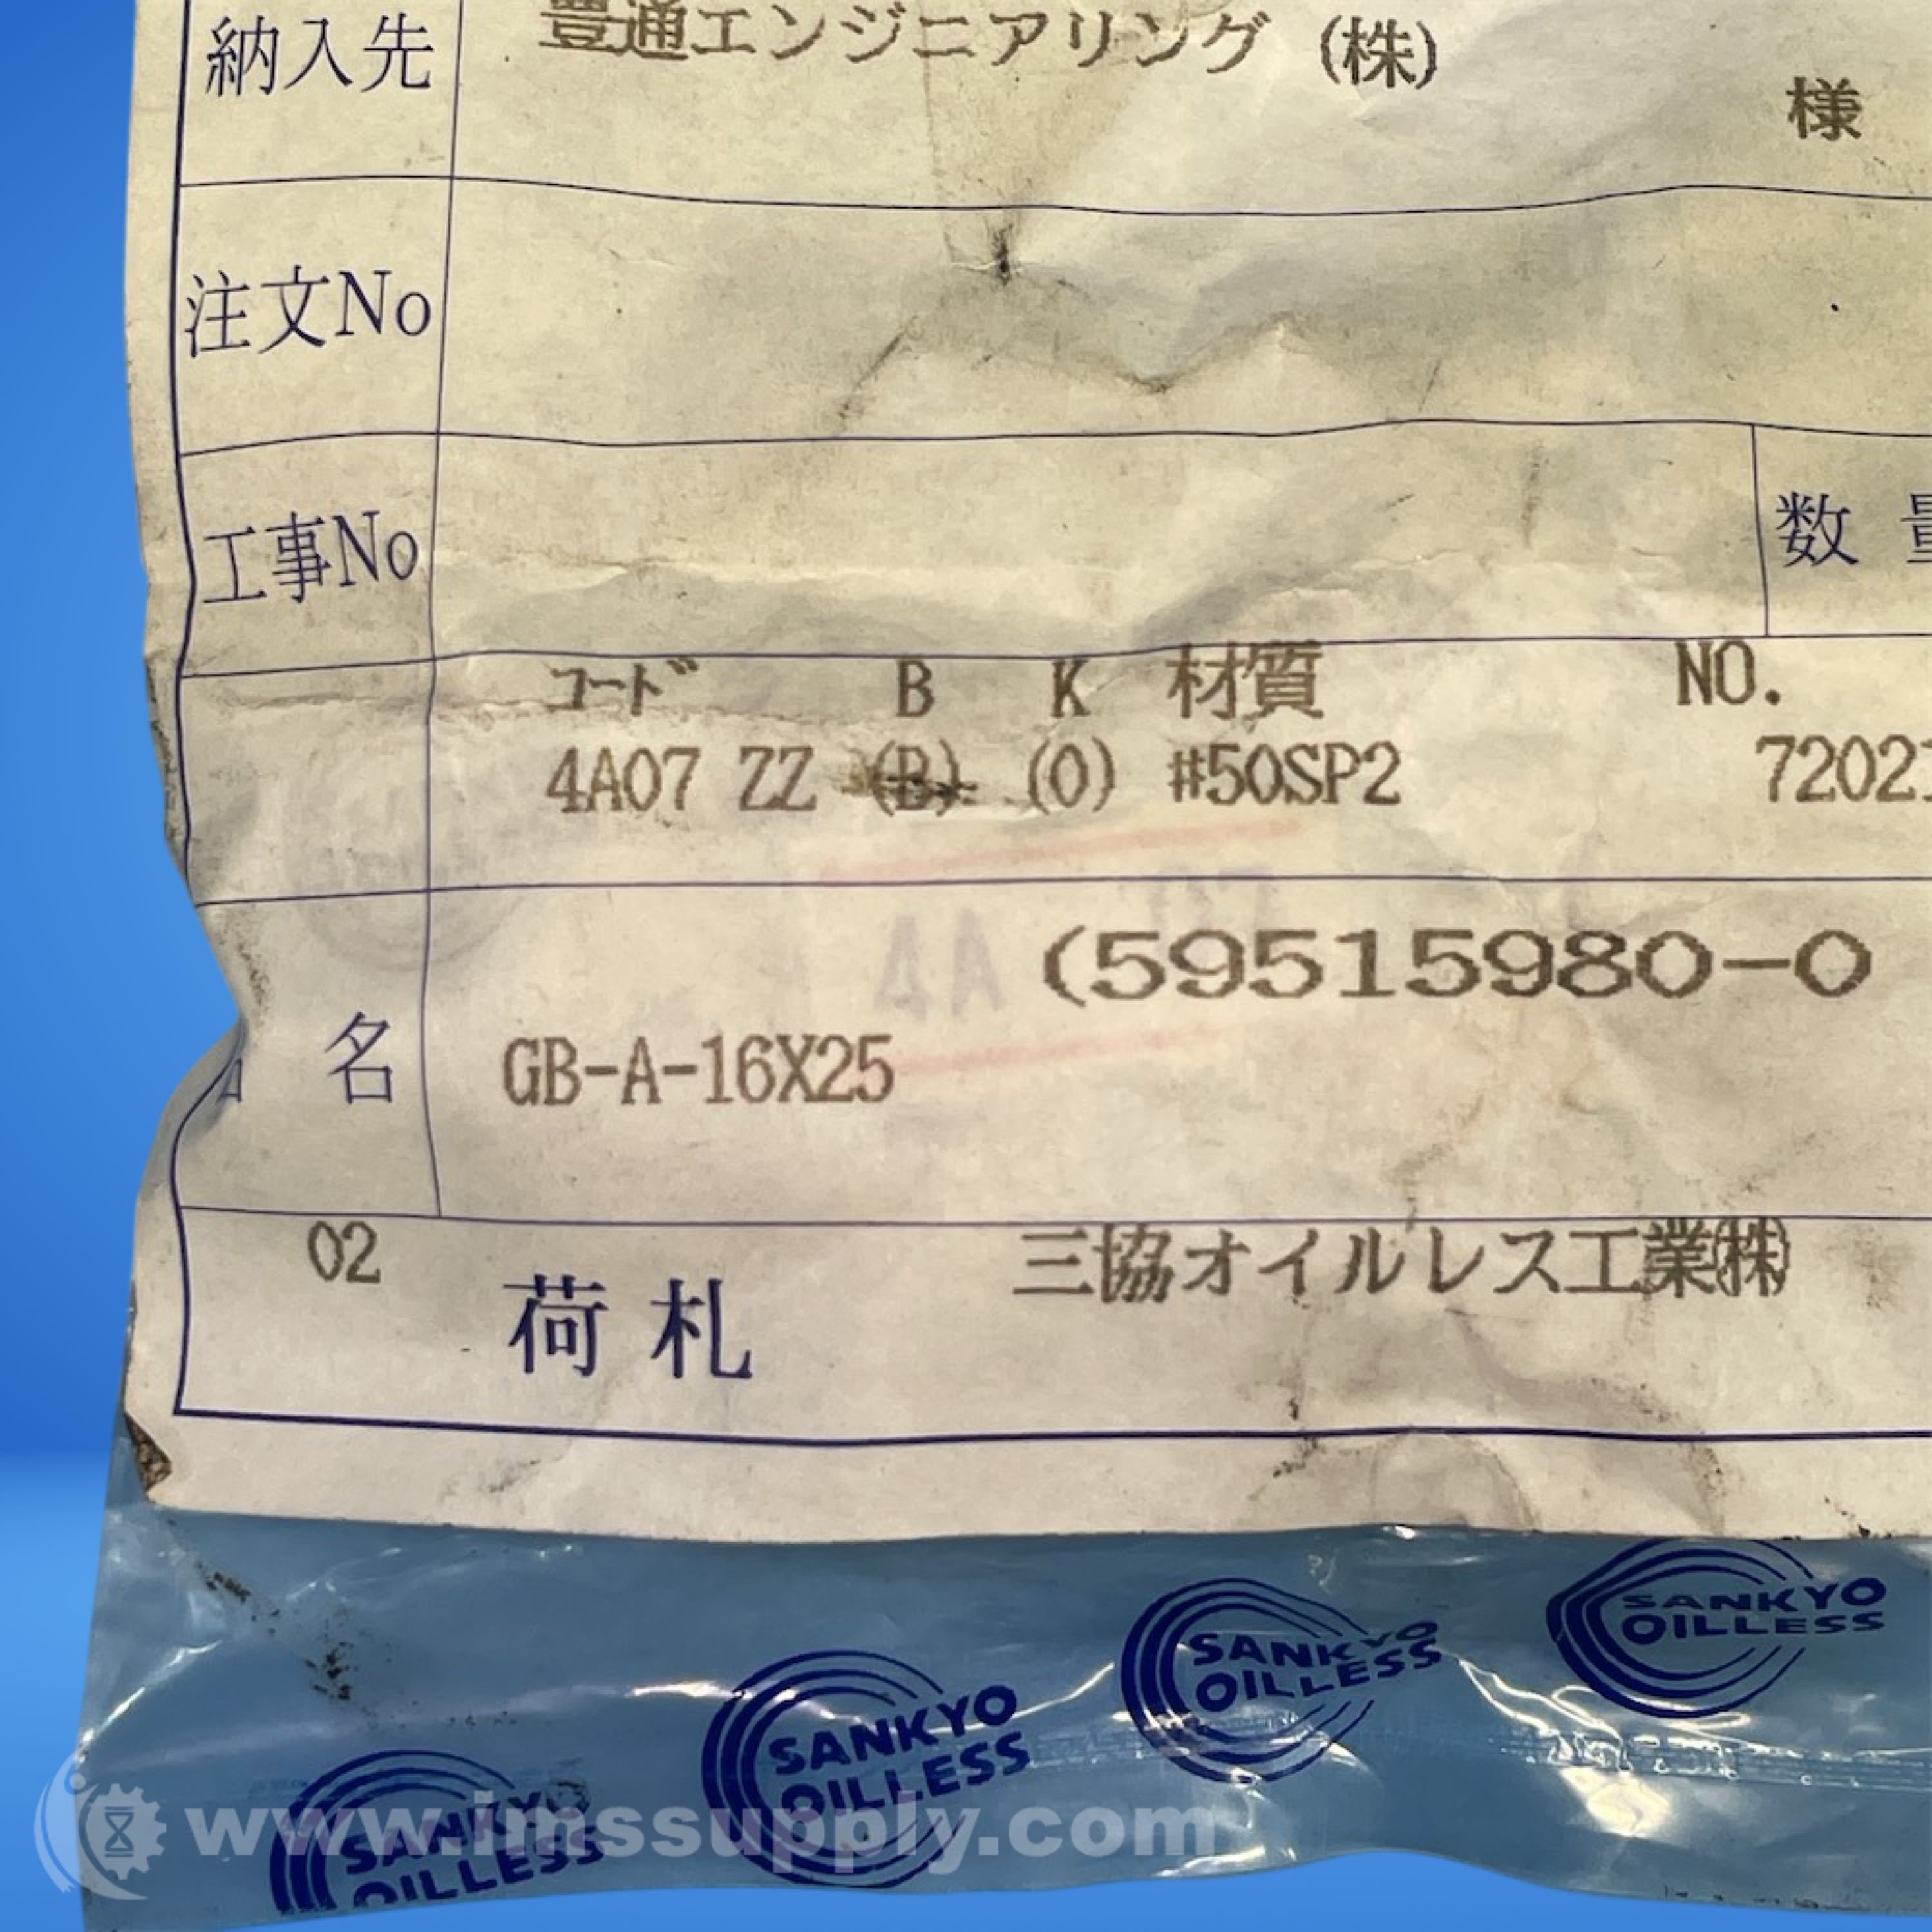 納入先 豊通エンジニアリング (株) 様
注文No
工事No 数
コード B K 材質 NO.
4A07 ZZ (B) (0) #50SP2 72021
(59515980-0
名 GB-A-16X25
02 三協オイルレス工業(株)
荷札
SANKYO
OILLESS
SANKYO
OILLESS
SANKYO
OILLESS
SANKYO
OILLESS
www.imssupply.com